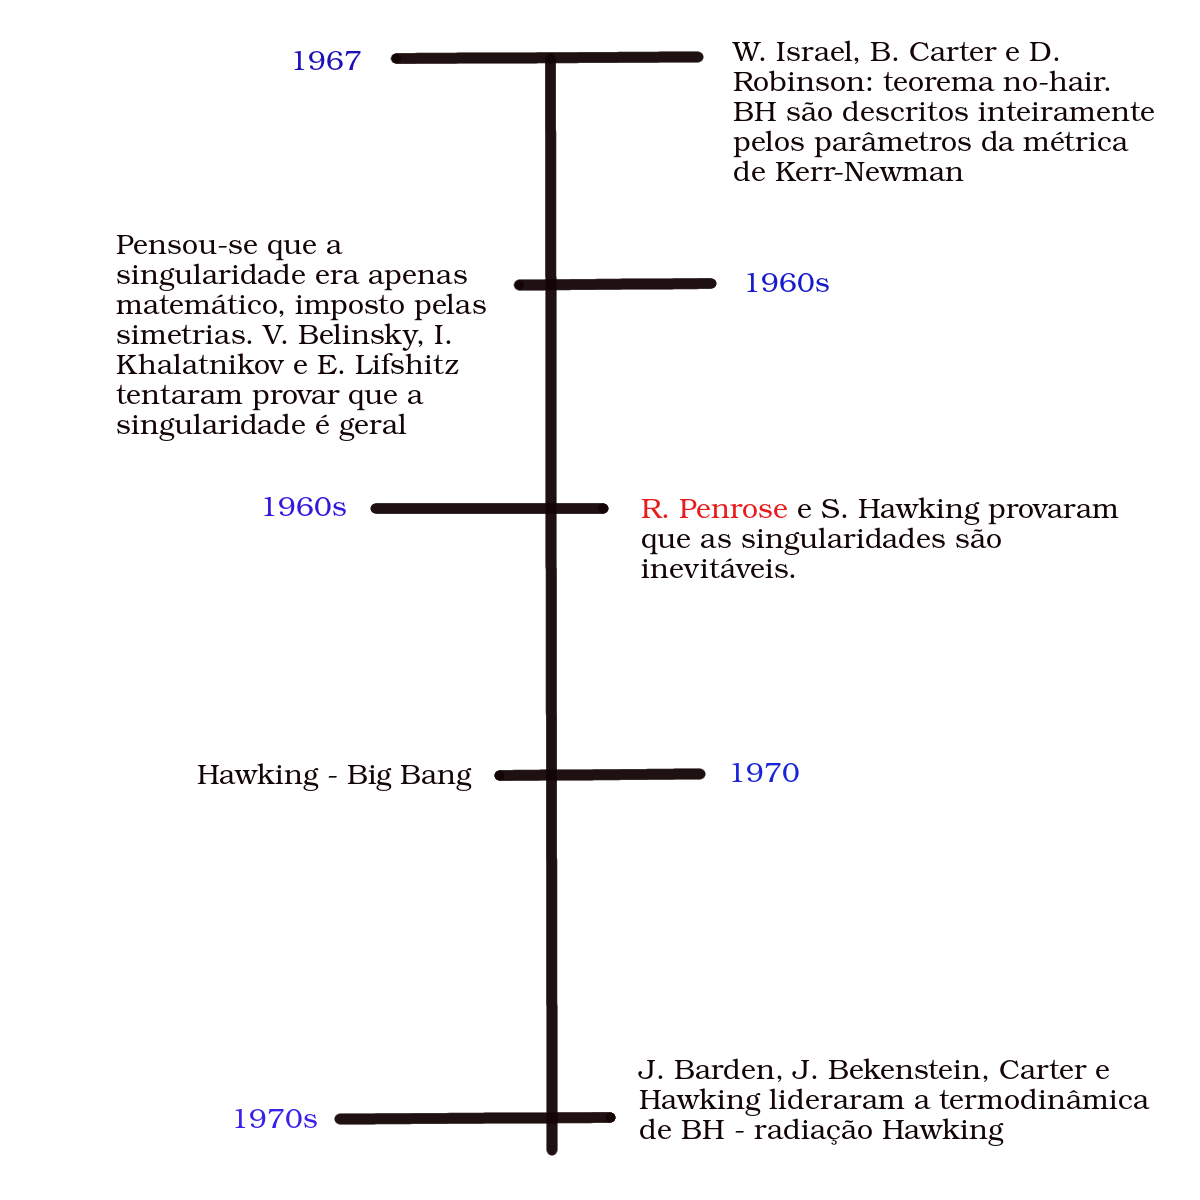 1967
W. Israel, B. Carter e D.
Robinson: teorema no-hair.
BH são descritos inteiramente
pelos parâmetros da métrica
de Kerr-Newman
Pensou-se que a
singularidade era apenas
matemático, imposto pelas
simetrias. V. Belinsky, I.
Khalatnikov e E. Lifshitz
tentaram provar que a
singularidade é geral
1960s
1960s
R. Penrose e S. Hawking provaram
que as singularidades são
inevitáveis.
Hawking - Big Bang
1970
1970s
J. Barden, J. Bekenstein, Carter e
Hawking lideraram a termodinâmica
de BH - radiação Hawking